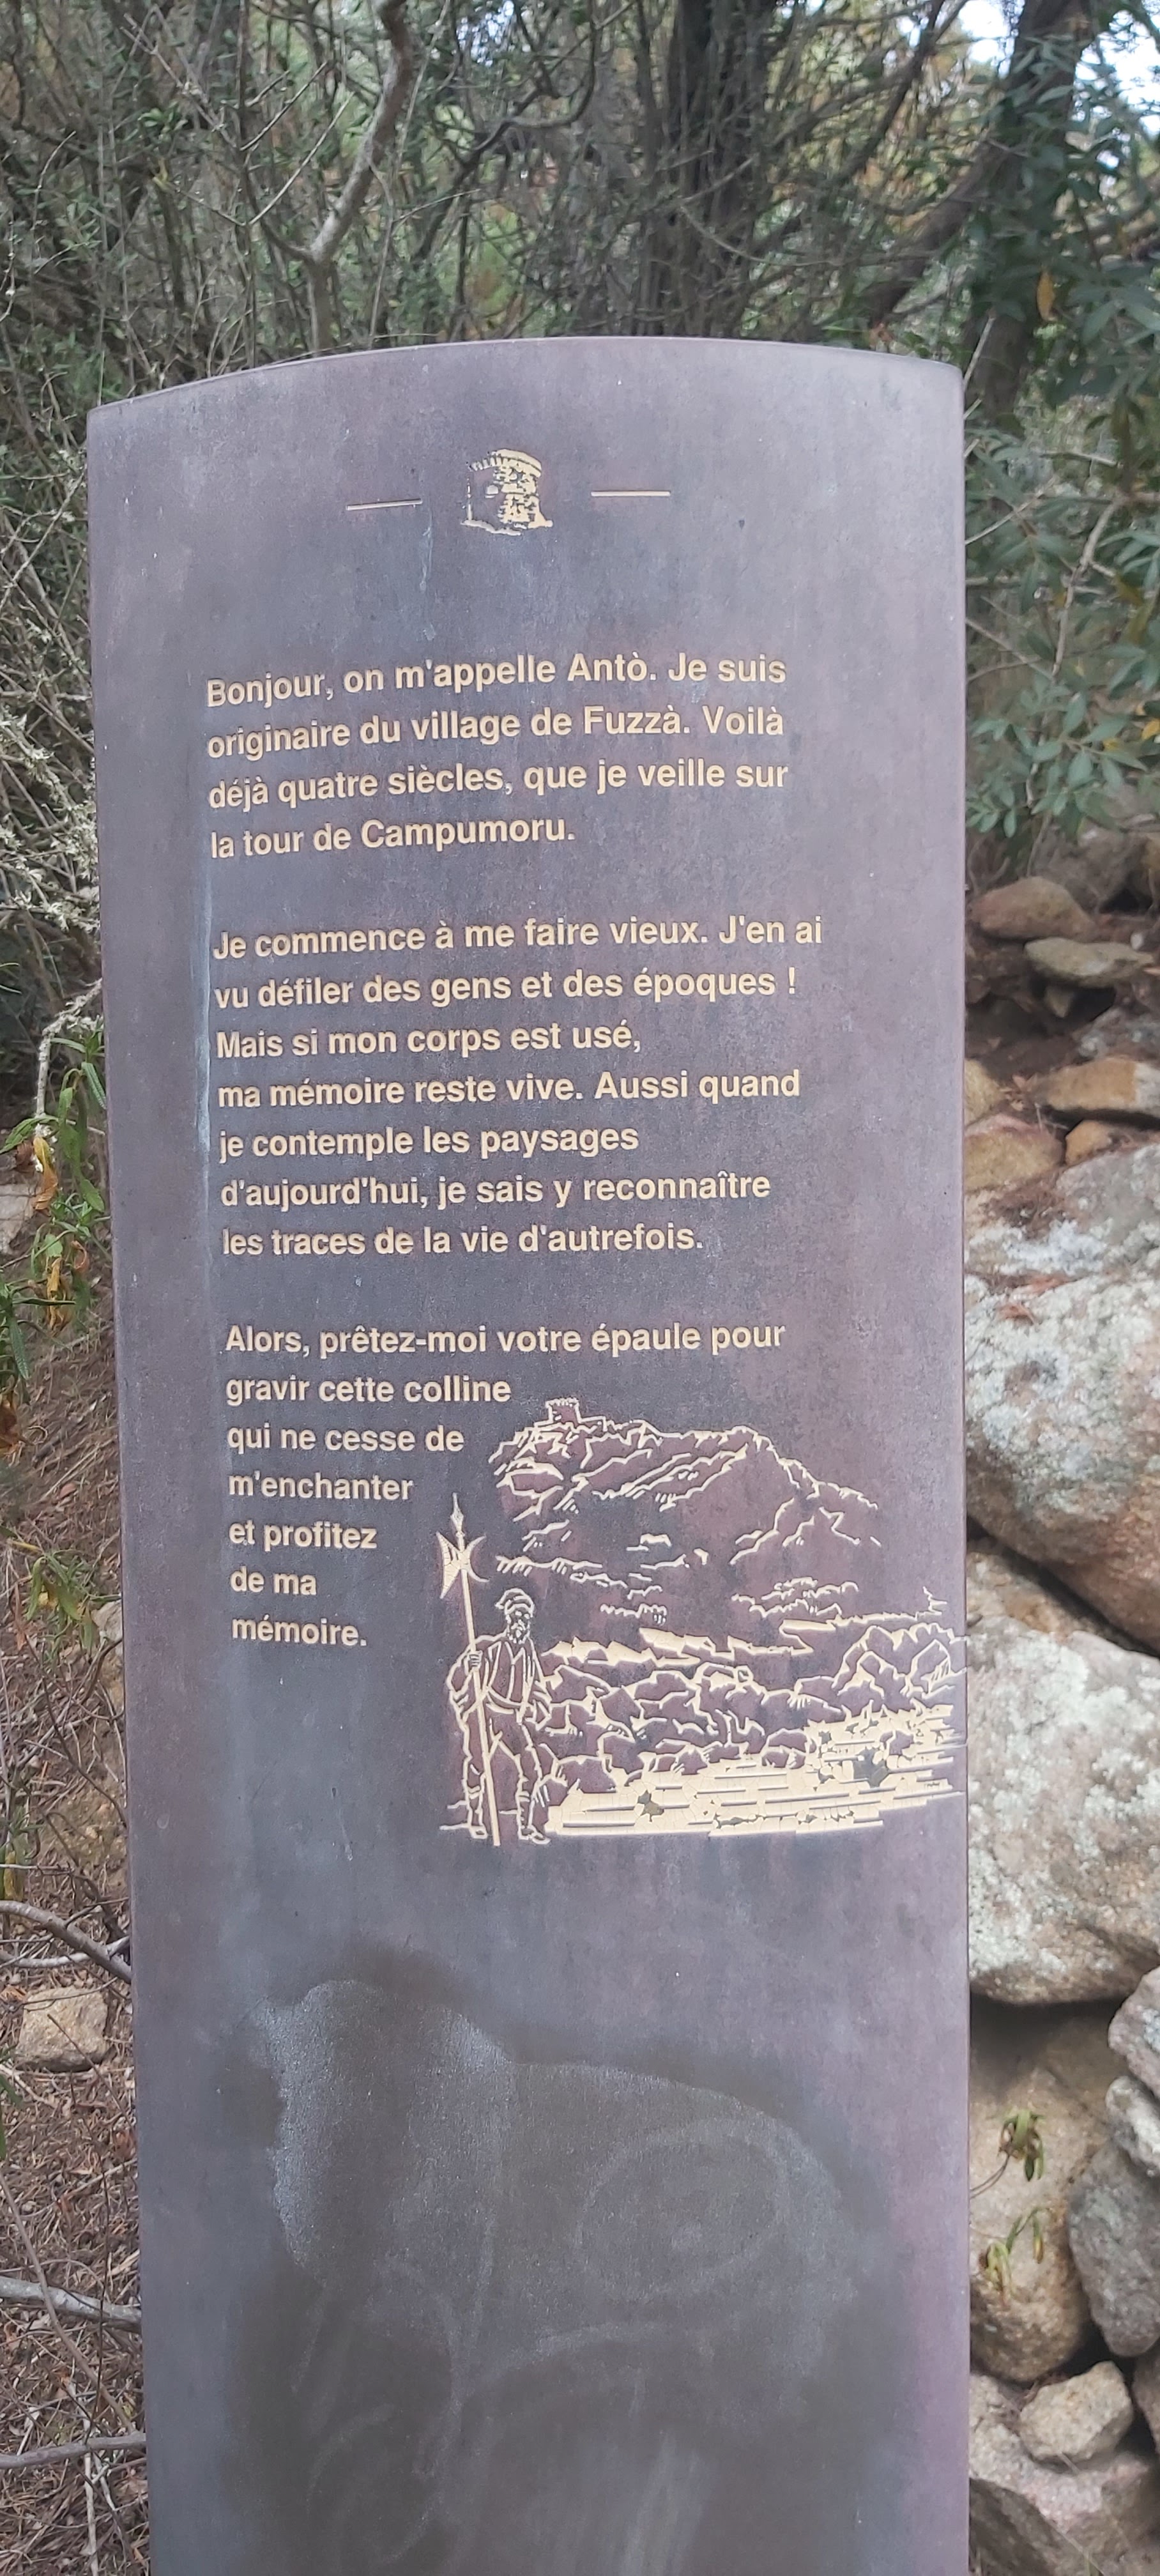 Bonjour, on m'appelle Antò. Je suis
originaire du village de Fuzzà. Voilà
déjà quatre siècles, que je veille sur
la tour de Campumoru.
Je commence à me faire vieux. J'en ai
vu défiler des gens et des époques !
Mais si mon corps est usé,
ma mémoire reste vive. Aussi quand
je contemple les paysages
d'aujourd'hui, je sais y reconnaître
les traces de la vie d'autrefois.
Alors, prêtez-moi votre épaule pour
gravir cette colline
qui ne cesse de
m'enchanter
et profitez
de ma
mémoire.